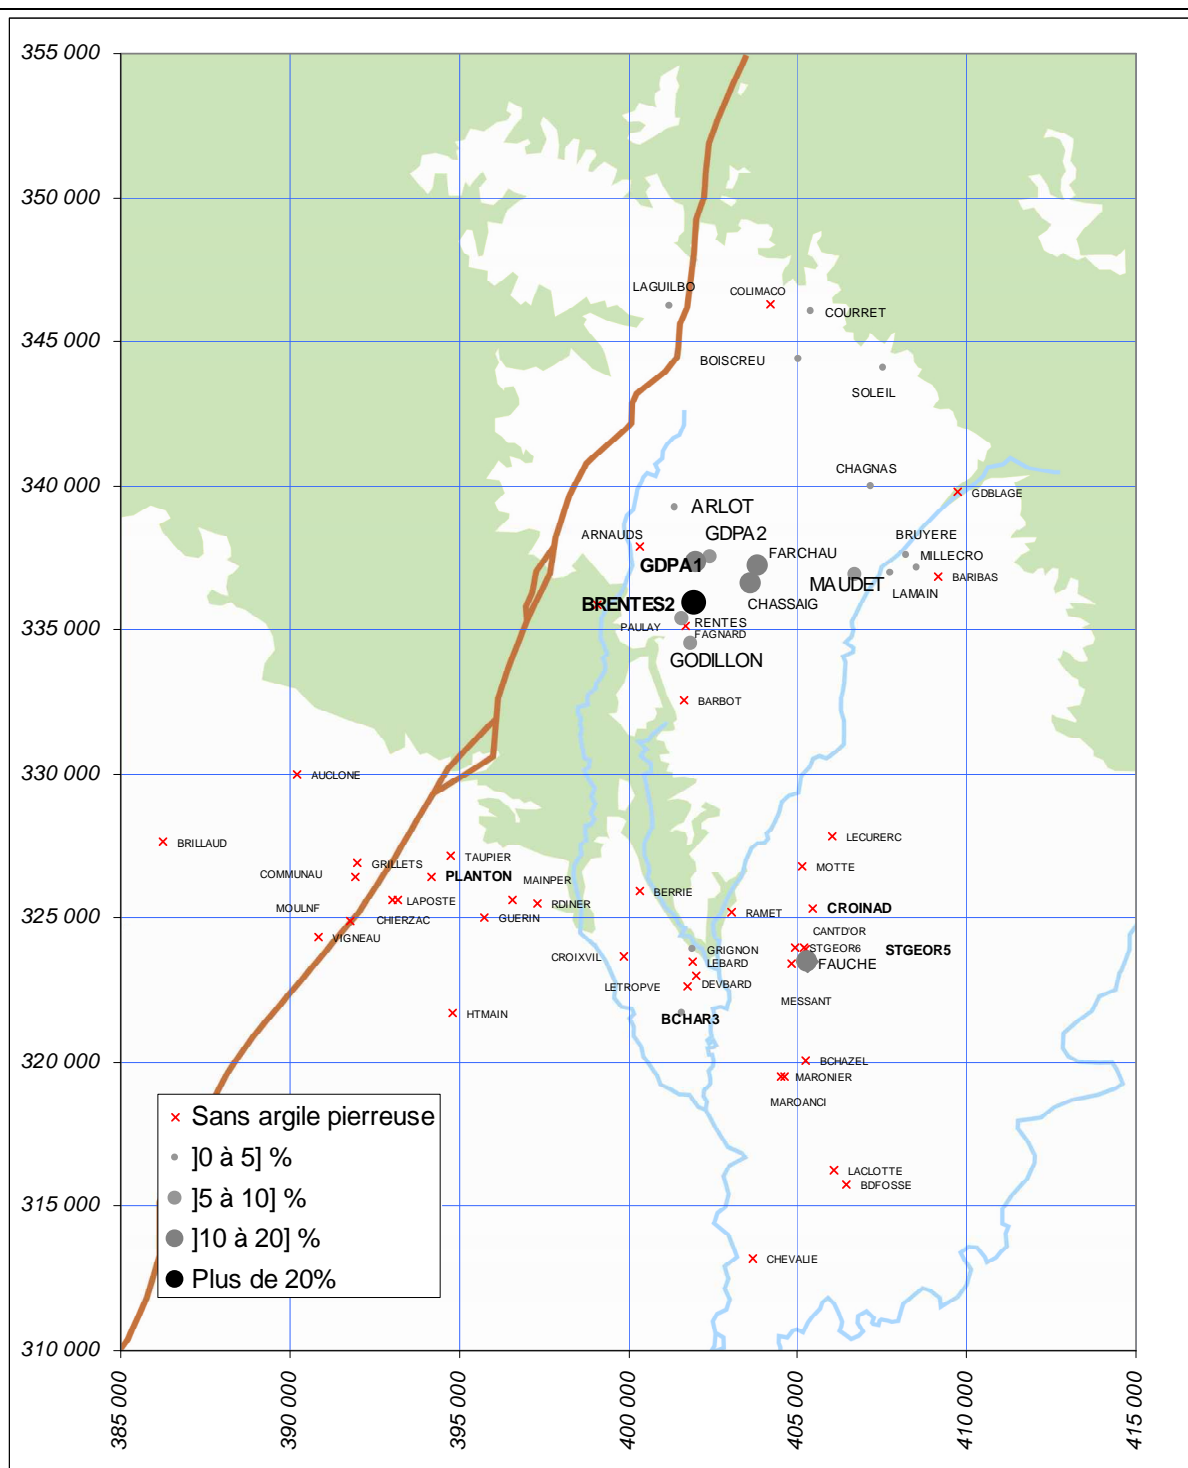 355 000
350 000
LAGUILBO
COLIMACO
COURRET
345 000
BOISCREU
SOLEIL
CHAGNAS
340 000
GDBLAGE
ARLOT
ARNAUDS
GDPA2
BRUYERE
FARCHAU
MILLECRO
GDPA1
MAUDET
BARIBAS
LAMAIN
BRENTES2
CHASSAIG
335 000
PAULAY
RENTES
FAGNARD
GODILLON
BARBOT
330 000
AUCLONE
BRILLAUD
LECURERC
TAUPIER
GRILLETS
MOTTE
COMMUNAU
PLANTON
MAINPER
BERRIE
LAPOSTE
RDINER
MOULNF
CROINAD
325 000
CHIERZAC
GUERIN
RAMET
CANTD'OR
VIGNEAU
GRIGNON
STGEOR6
STGEOR5
CROIXVIL
LEBARD
FAUCHE
LETROPVE
DEVBARD
MESSANT
HTMAIN
BCHAR3
320 000
BCHAZEL
MARONIER
MAROANCI
Sans argile pierreuse
]0 à 5] %
LACLOTTE
BDFOSSE
]5 à 10] %
315 000
]10 à 20] %
CHEVALIE
Plus de 20%
310 000
385 000
390 000
395 000
400 000
405 000
410 000
415 000